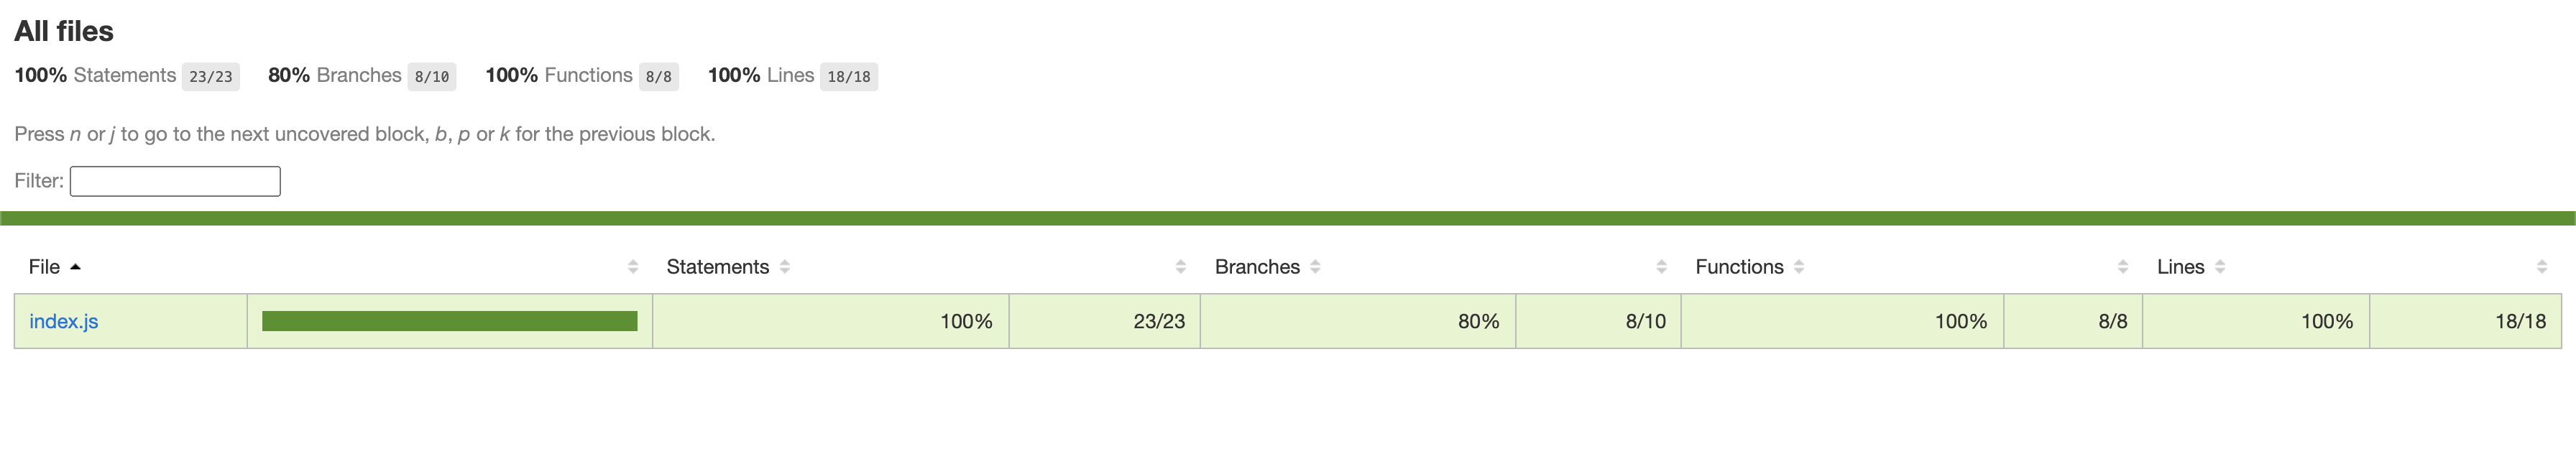 All files
100% Statements 23/23 80% Branches 8/10 100% Functions 8/8 100% Lines 18/18
Press n or j to go to the next uncovered block, b, p or k for the previous block.
Filter:
File Statements Branches Functions Lines
index.js 100% 23/23 80% 8/10 100% 8/8 100% 18/18